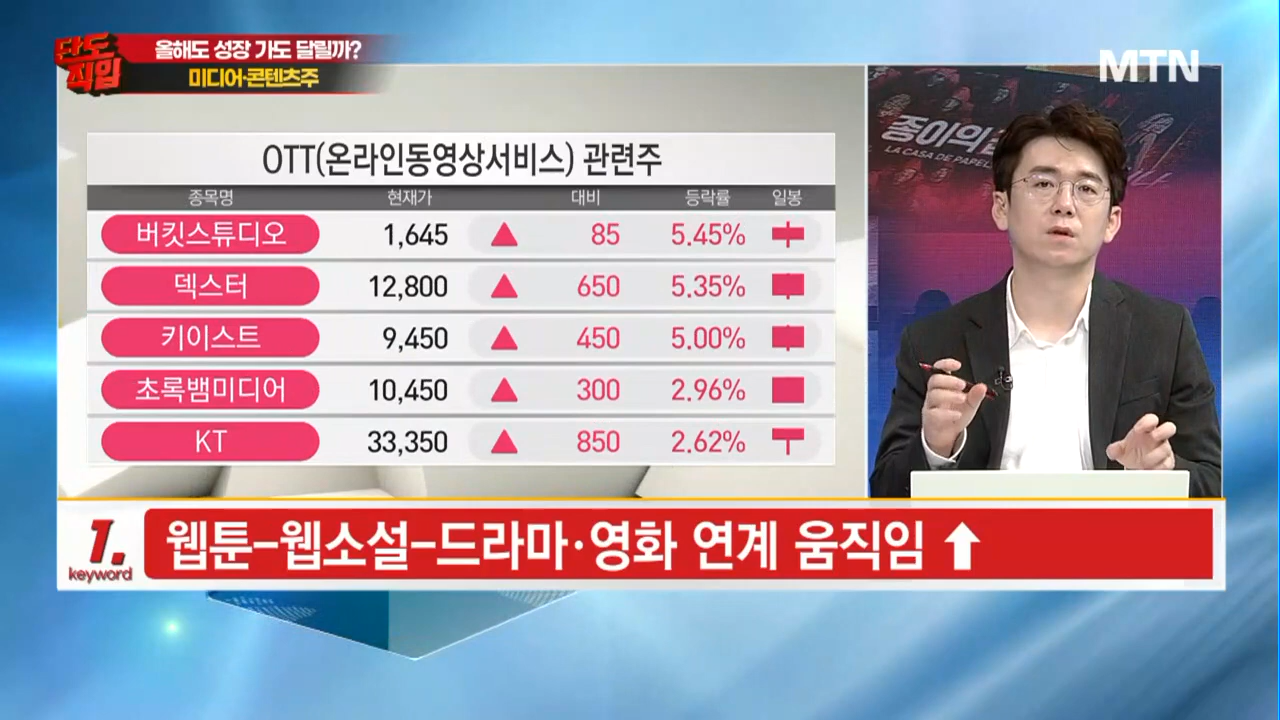 단도
직입
올해도 성장 가도 달릴까?
미디어·콘텐츠주
MTN
OTT(온라인동영상서비스) 관련주
종목명 현재가 대비 등락률 일봉
버킷스튜디오 1,645 ▲ 85 5.45%
덱스터 12,800 ▲ 650 5.35%
키이스트 9,450 ▲ 450 5.00%
초록뱀미디어 10,450 ▲ 300 2.96%
KT 33,350 ▲ 850 2.62%
종이의
LA CASA DE PAPEL
1.
keyword
웹툰-웹소설-드라마·영화 연계 움직임 ↑